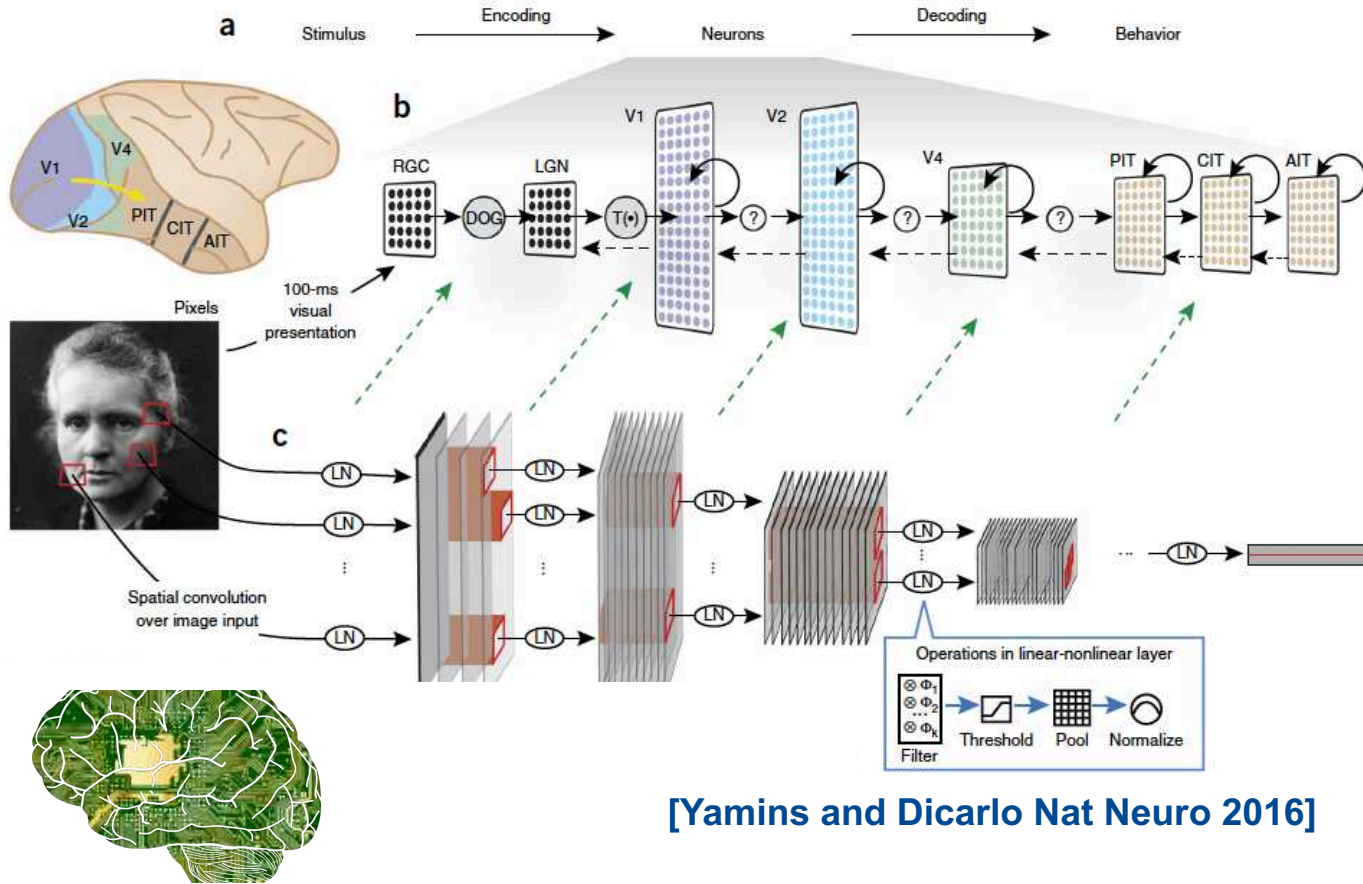 a
Stimulus
Encoding
Neurons
Decoding
Behavior
V1
V4
V2
PIT
CIT
AIT
b
RGC
DOG
LGN
T(•)
V1
?
V2
?
V4
?
PIT
CIT
AIT
Pixels
100-ms
visual
presentation
c
LN
LN
LN
LN
LN
LN
LN
LN
LN
LN
...
LN
LN
Spatial convolution
over image input
Operations in linear-nonlinear layer
⊗ Φ1
⊗ Φ2
...
⊗ Φk
Filter
Threshold
Pool
Normalize
[Yamins and Dicarlo Nat Neuro 2016]